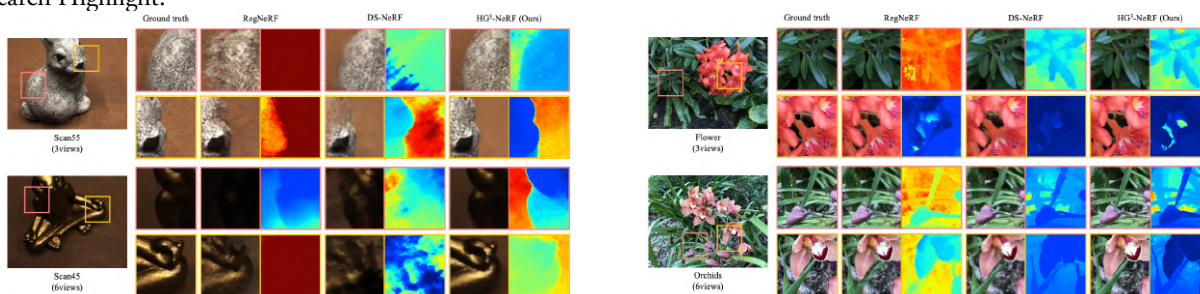 earch Highlight.
Ground truth RegNeRF DS-NeRF HG³-NeRF (Ours)
Scan55
(3views)
Scan45
(6views)
Ground truth RegNeRF DS-NeRF HG³-NeRF (Ours)
Flower
(3views)
Orchids
(6views)